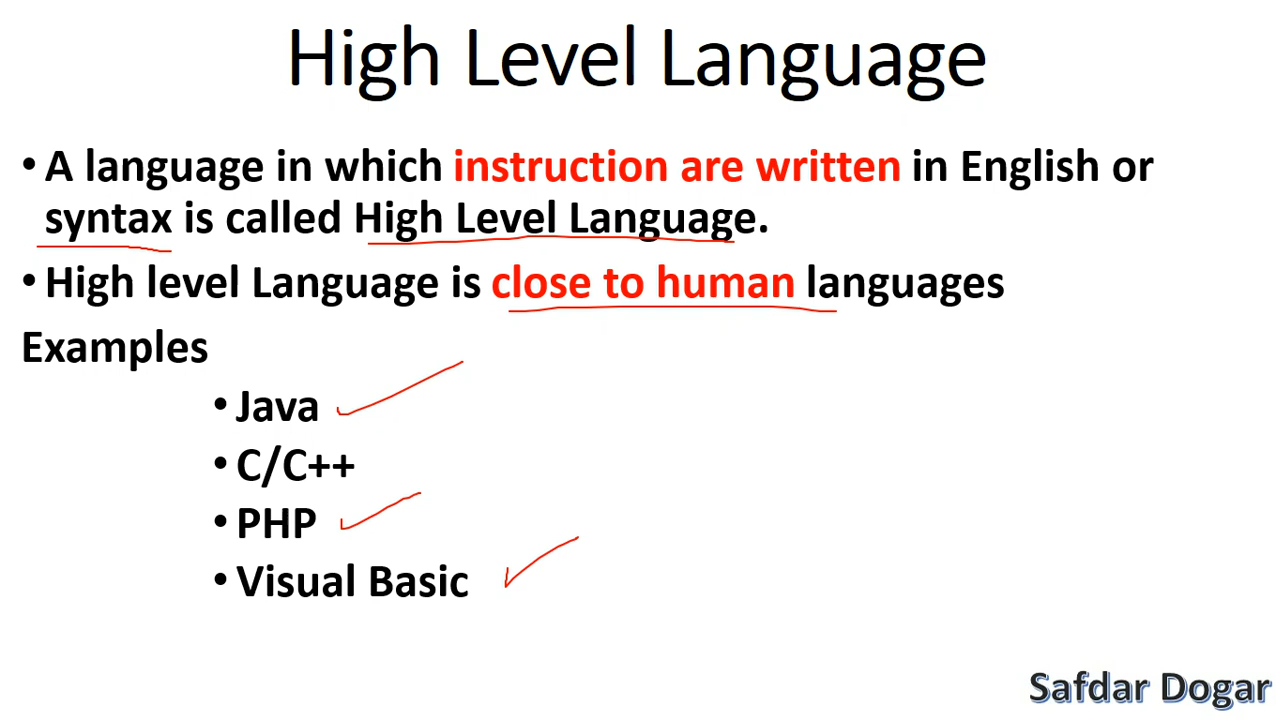 High Level Language
• A language in which instruction are written in English or
syntax is called High Level Language.
• High level Language is close to human languages
Examples
• Java
• C/C++
• PHP
• Visual Basic
Safdar Dogar